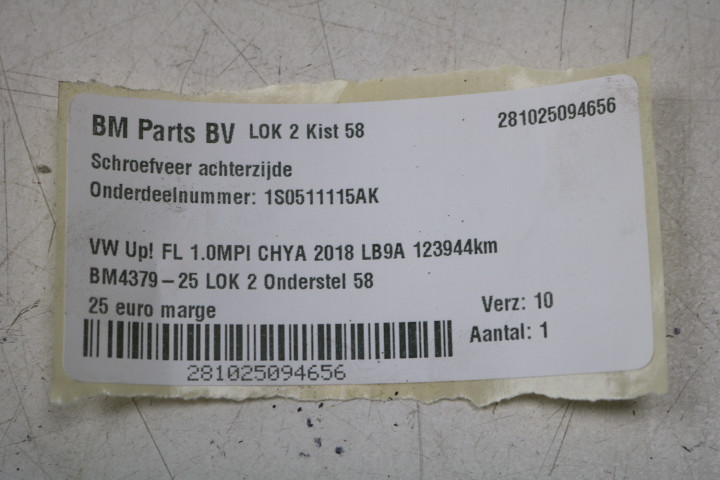 BM Parts BV LOK 2 Kist 58 281025094656
Schroefveer achterzijde
Onderdeelnummer: 1S0511115AK
VW Up! FL 1.0MPI CHYA 2018 LB9A 123944km
BM4379-25 LOK 2 Onderstel 58
25 euro marge Verz: 10
Aantal: 1
281025094656